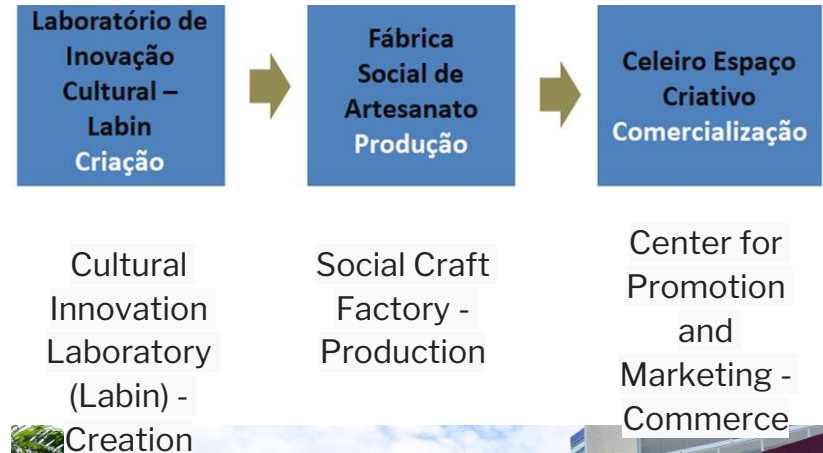 Laboratório de
Inovação
Cultural –
Labin
Criação
Fábrica
Social de
Artesanato
Produção
Celeiro Espaço
Criativo
Comercialização
Cultural
Innovation
Laboratory
(Labin) -
Creation
Social Craft
Factory -
Production
Center for
Promotion
and
Marketing -
Commerce